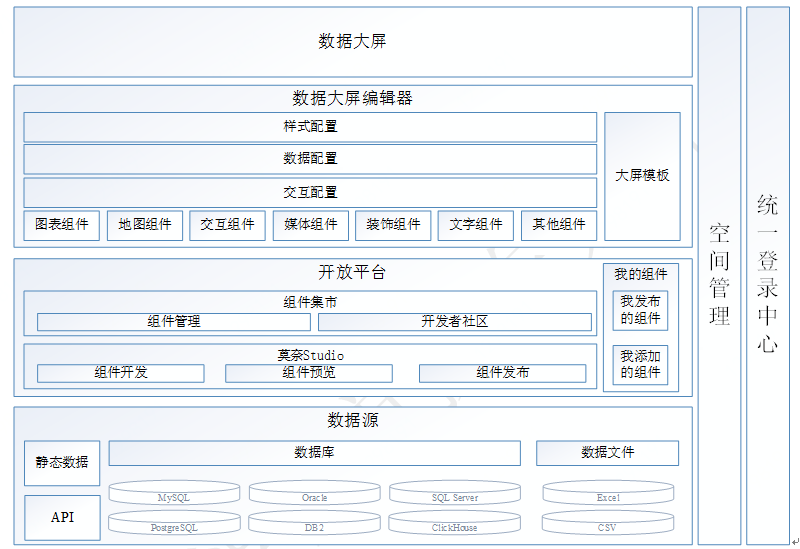 数据大屏
数据大屏编辑器
样式配置
数据配置
交互配置
图表组件
地图组件
交互组件
媒体组件
装饰组件
文字组件
其他组件
大屏模板
开放平台
组件集市
组件管理
开发者社区
莫奈Studio
组件开发
组件预览
组件发布
我的组件
我发布
的组件
我添加
的组件
数据源
静态数据
API
数据库
MySQL
Oracle
SQL Server
PostgreSQL
DB2
ClickHouse
数据文件
Excel
CSV
空间管理
统一登录中心